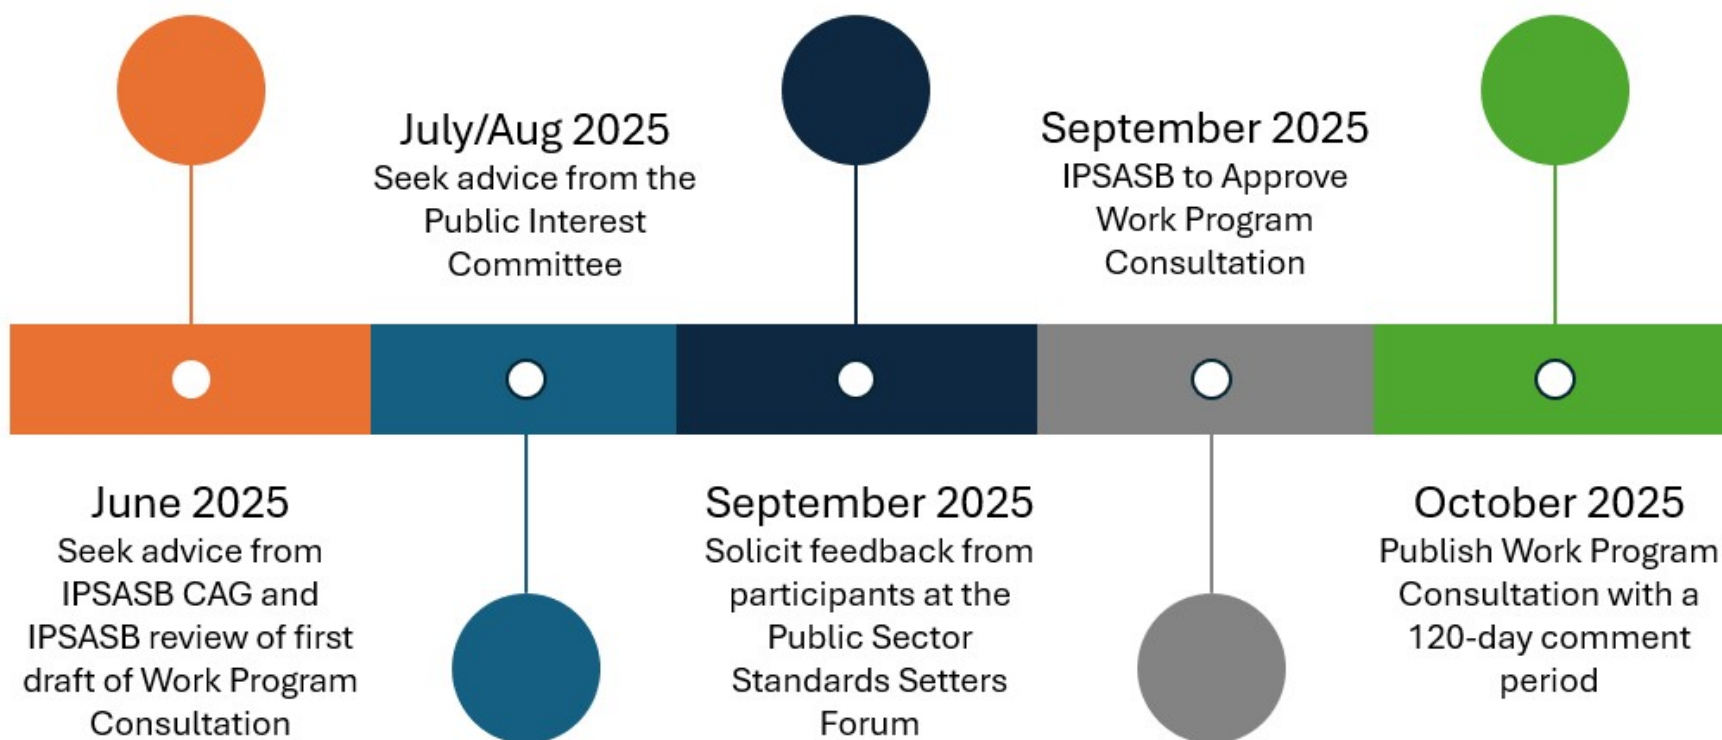 June 2025
Seek advice from
IPSASB CAG and
IPSASB review of first
draft of Work Program
Consultation
July/Aug 2025
Seek advice from the
Public Interest
Committee
September 2025
Solicit feedback from
participants at the
Public Sector
Standards Setters
Forum
September 2025
IPSASB to Approve
Work Program
Consultation
October 2025
Publish Work Program
Consultation with a
120-day comment
period